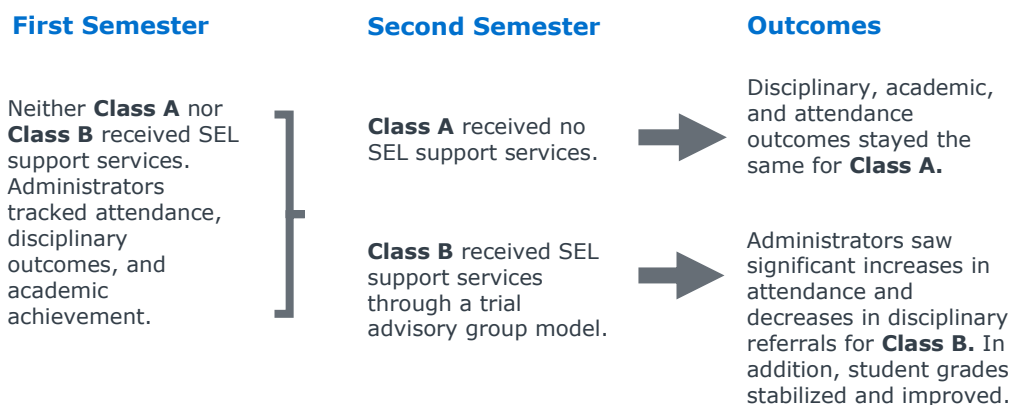 First Semester
Neither Class A nor
Class B received SEL
support services.
Administrators
tracked attendance,
disciplinary
outcomes, and
academic
achievement.
Second Semester
Class A received no
SEL support services.
Class B received SEL
support services
through a trial
advisory group model.
Outcomes
Disciplinary, academic,
and attendance
outcomes stayed the
same for Class A.
Administrators saw
significant increases in
attendance and
decreases in disciplinary
referrals for Class B. In
addition, student grades
stabilized and improved.